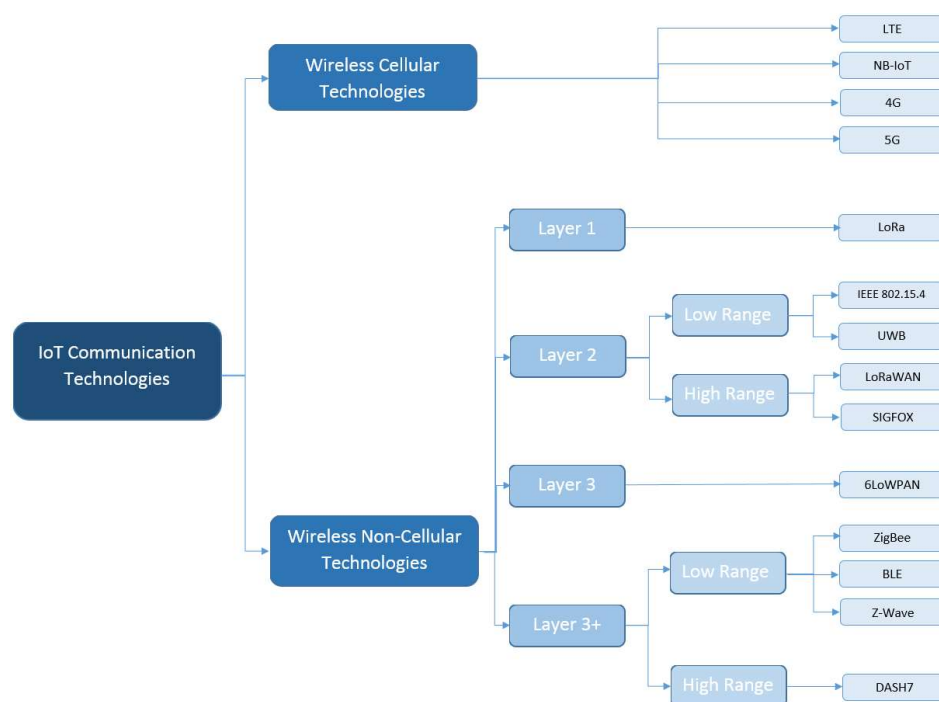 IoT Communication
Technologies
Wireless Cellular
Technologies
LTE
NB-IoT
4G
5G
Wireless Non-Cellular
Technologies
Layer 1
LoRa
Layer 2
Low Range
IEEE 802.15.4
UWB
High Range
LoRaWAN
SIGFOX
Layer 3
6LoWPAN
Layer 3+
Low Range
ZigBee
BLE
Z-Wave
High Range
DASH7